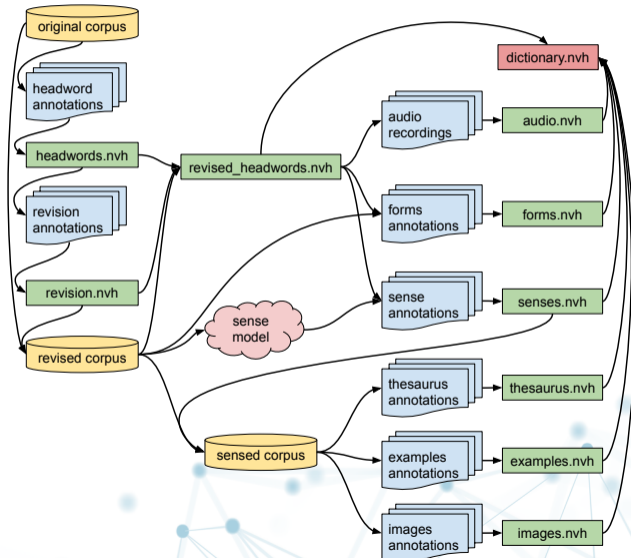 original corpus
dictionary.nvh
headword
annotations
audio
recordings
audio.nvh
headwords.nvh
revised_headwords.nvh
revision
annotations
forms
annotations
forms.nvh
revision.nvh
sense
annotations
senses.nvh
sense
model
revised corpus
thesaurus
annotations
thesaurus.nvh
sensed corpus
examples
annotations
examples.nvh
images
annotations
images.nvh